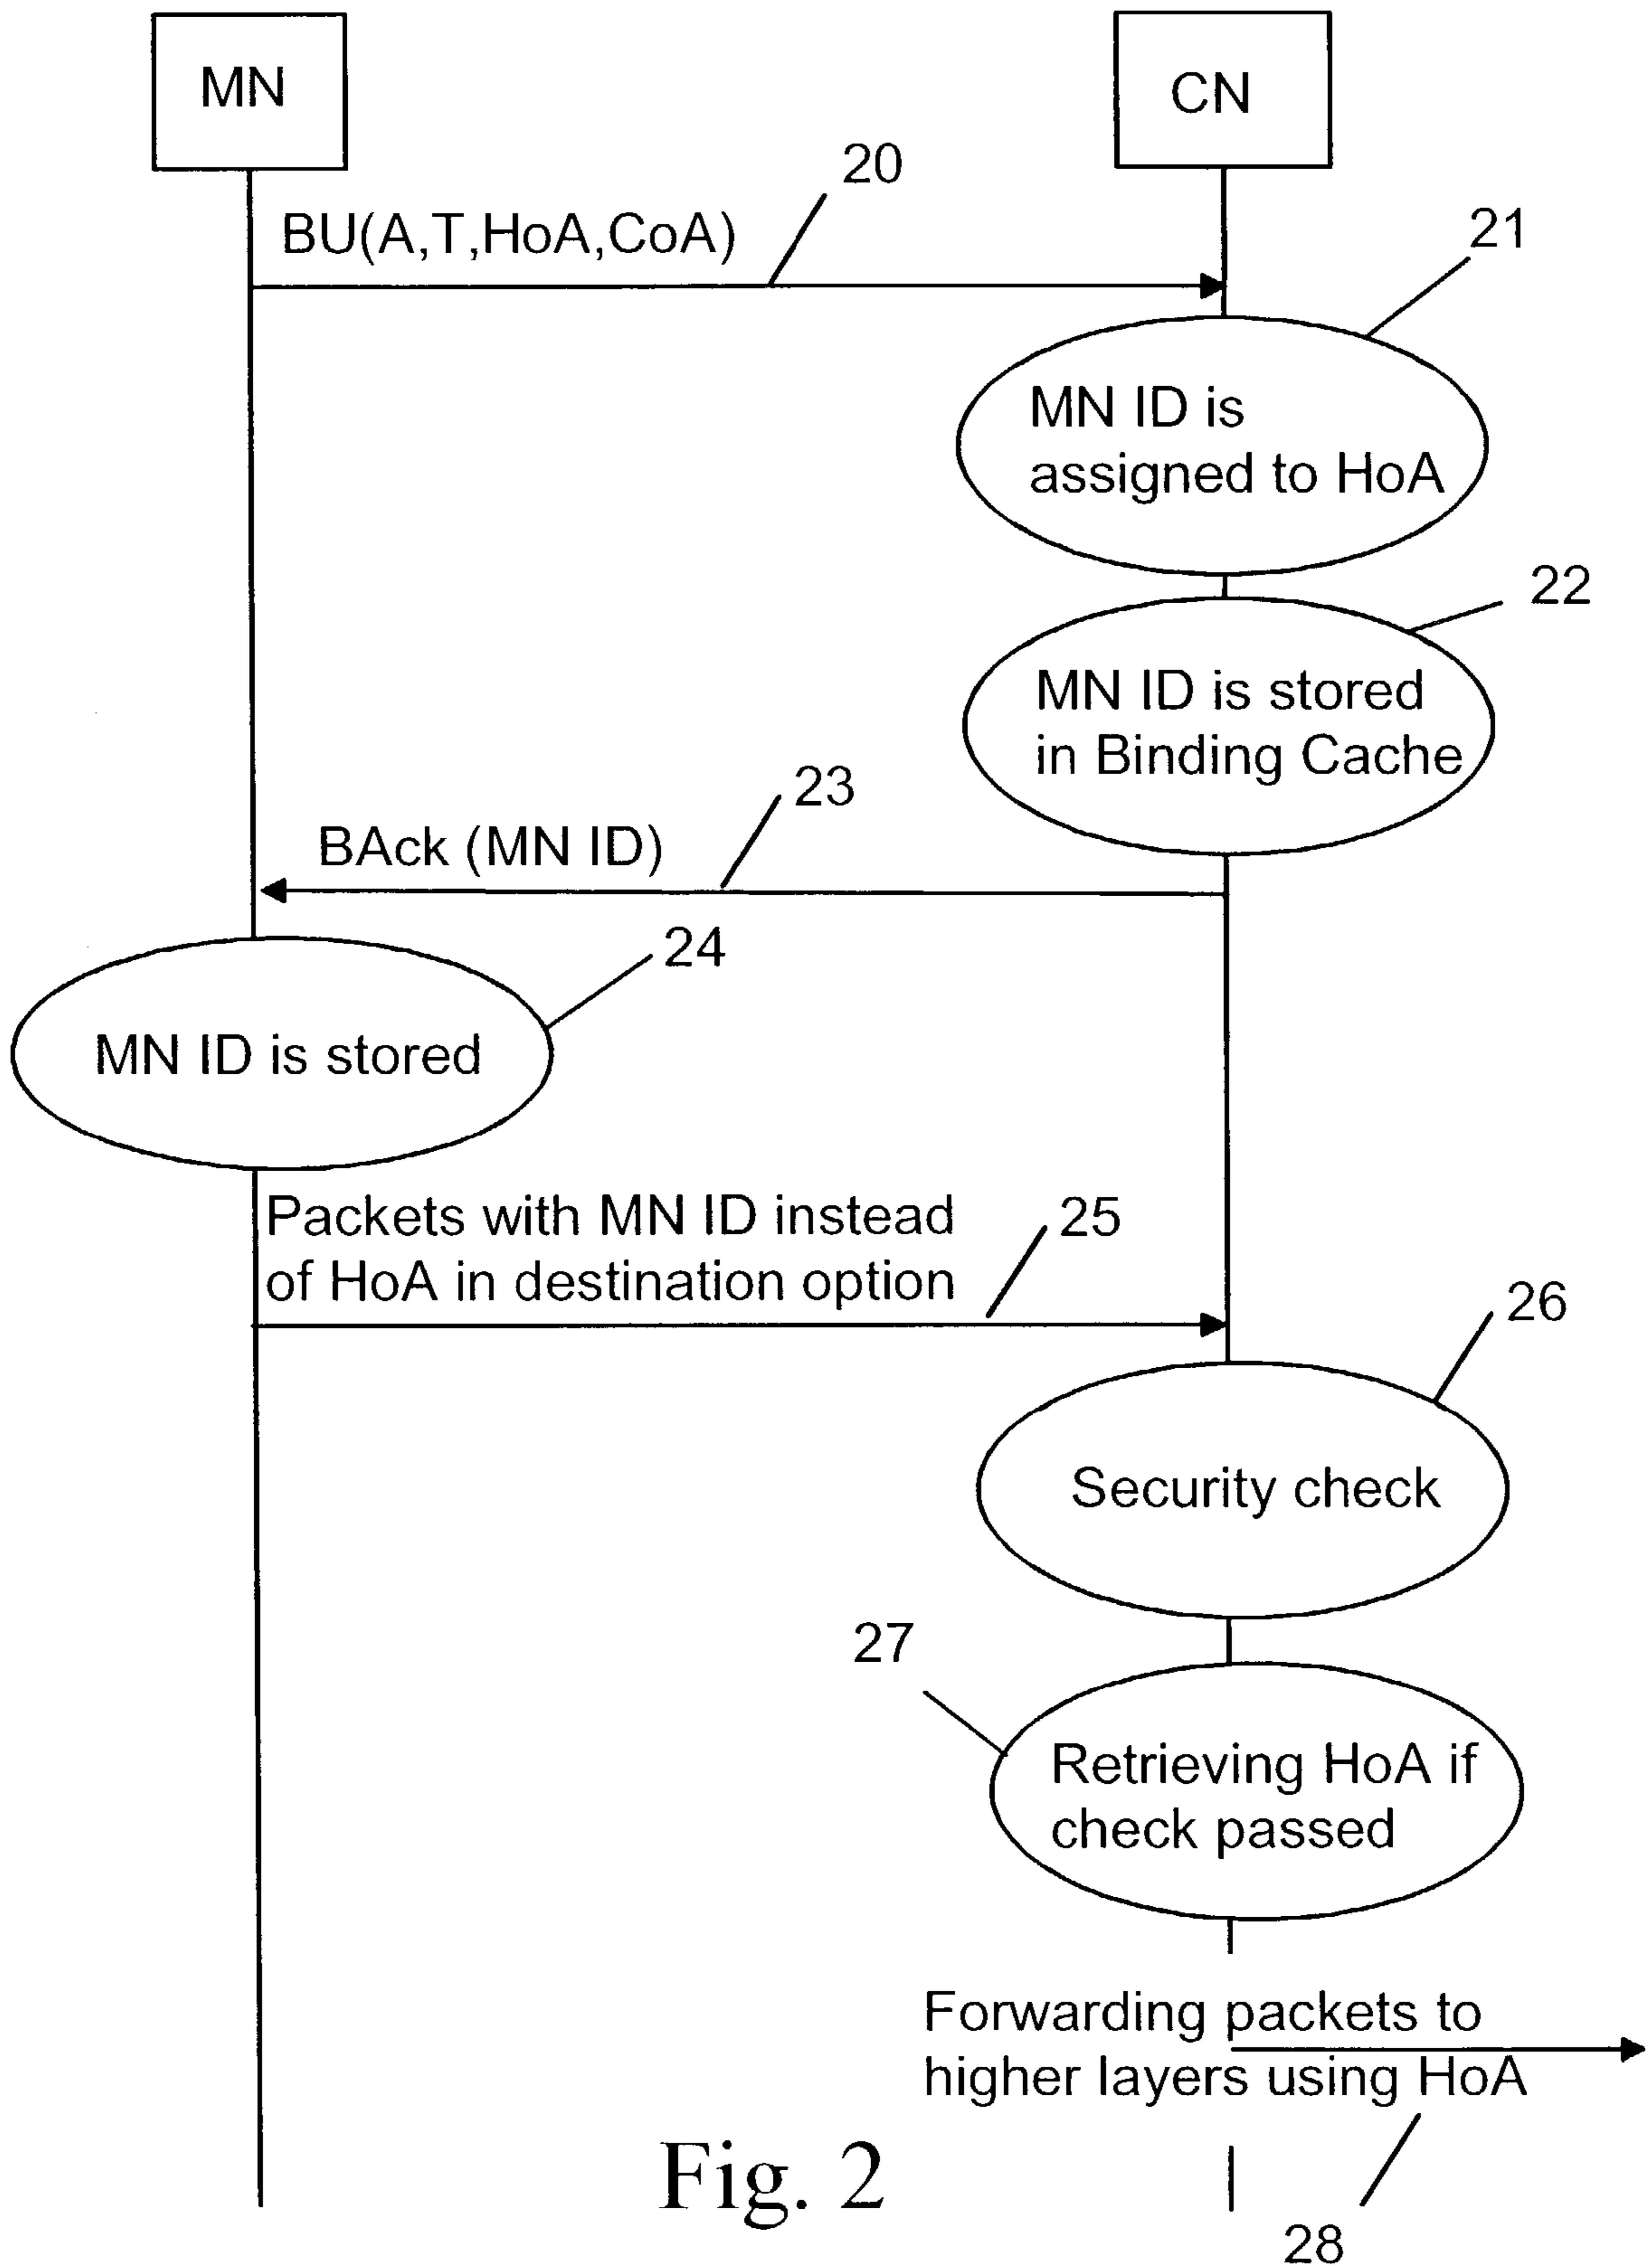 MN
CN
20
BU(A,T,HoA,CoA)
21
MN ID is
assigned to HoA
22
MN ID is stored
in Binding Cache
23
BAck (MN ID)
24
MN ID is stored
Packets with MN ID instead
of HoA in destination option
25
26
Security check
27
Retrieving HoA if
check passed
Forwarding packets to
higher layers using HoA
Fig. 2
28